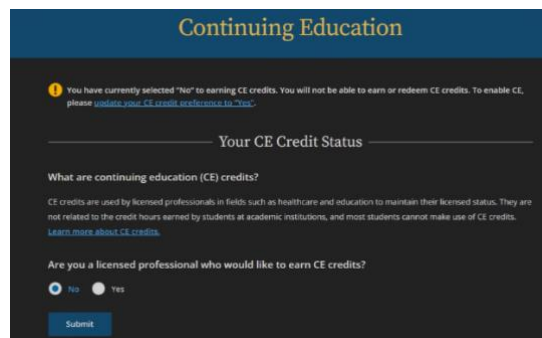 Continuing Education
You have currently selected "No" to earning CE credits. You will not be able to earn or redeem CE credits. To enable CE,
please update your CE credit preference to "Yes".
Your CE Credit Status
What are continuing education (CE) credits?
CE credits are used by licensed professionals in fields such as healthcare and education to maintain their licensed status. They are
not related to the credit hours earned by students at academic institutions, and most students cannot make use of CE credits.
Learn more about CE credits.
Are you a licensed professional who would like to earn CE credits?
No Yes
Submit